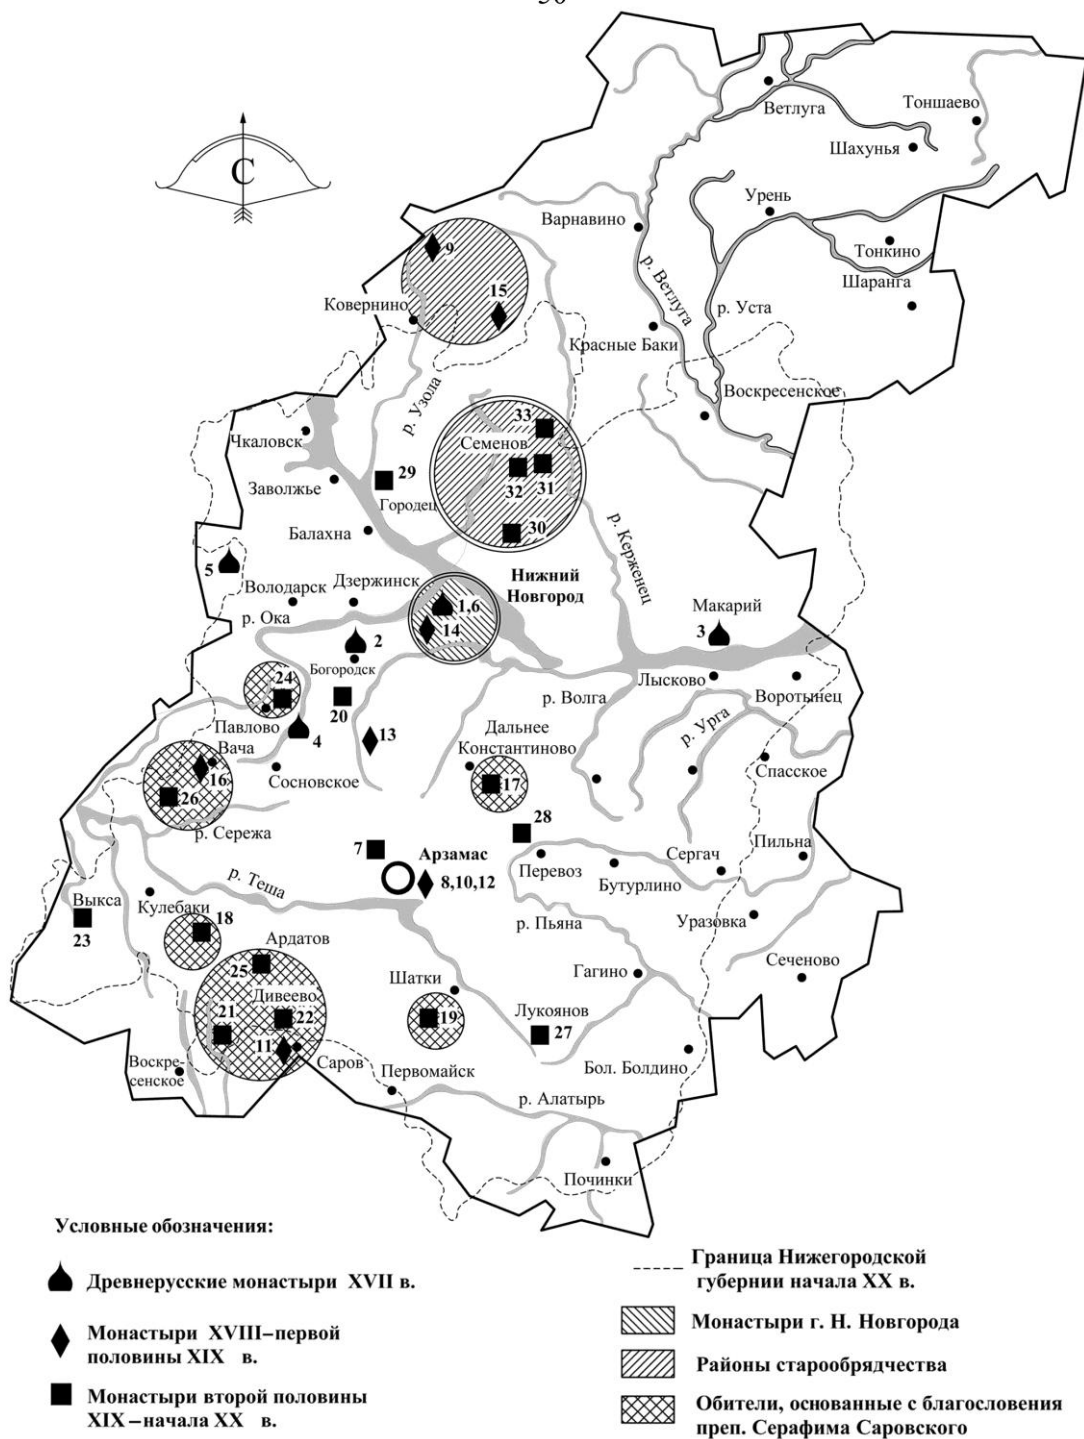 Ветлуга
Тоншаево
Шахунья
С
Варнавино
Урень
Тонкино
Шаранга
9
15
Ковернино
р. Ветлуга
р. Уста
Красные Баки
Воскресенское
р. Узола
33
Чкаловск
Семенов
29
32
31
Заволжье
Городец
30
Балахна
р. Керженец
5
Нижний
Новгород
Володарск
Дзержинск
1,6
Макарий
р. Ока
2
14
3
Богородск
24
20
р. Волга
Лысково
Воротынец
Павлово
4
13
Дальнее
Константиново
р. Урга
Вача
16
Сосновское
17
Спасское
26
р. Сережа
28
7
Арзамас
8,10,12
Перевоз
Бутурлино
Сергач
Пильна
р. Теша
Выкса
23
Кулебаки
18
р. Пьяна
Уразовка
Ардатов
25
Гагино
Сеченово
Шатки
Дивеево
21
22
19
Лукоянов
27
11
Саров
Воскре-
сенское
Первомайск
Бол. Болдино
р. Алатырь
Починки
Условные обозначения:
Древнерусские монастыри XVII в.
Монастыри XVIII–первой
половины XIX в.
Монастыри второй половины
XIX–начала XX в.
Граница Нижегородской
губернии начала XX в.
Монастыри г. Н. Новгорода
Районы старообрядчества
Обители, основанные с благословения
преп. Серафима Саровского